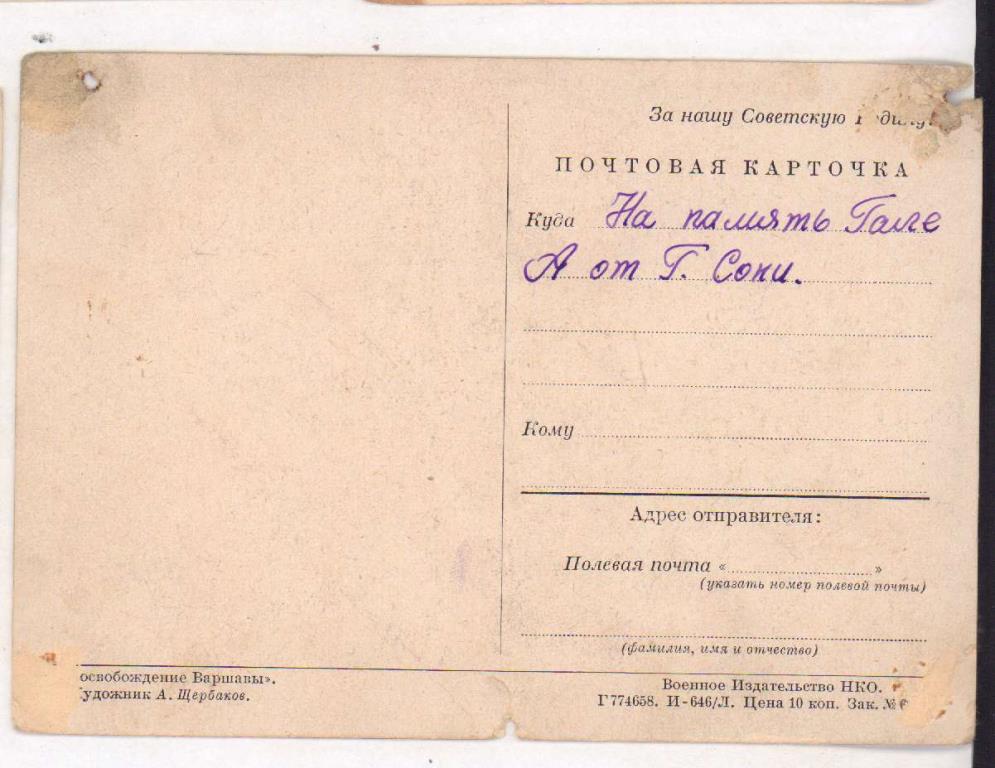 За нашу Советскую
ПОЧТОВАЯ КАРТОЧКА
Куда На память Гале
А от Г. Сони.
Кому
Адрес отправителя:
Полевая почта « »
(указать номер полевой почты)
(фамилия, имя и отчество)
освобождение Варшавы».
удожник А. Щербаков.
Военное Издательство НКО.
Г774658. И-646/Л. Цена 10 коп. Зак. №